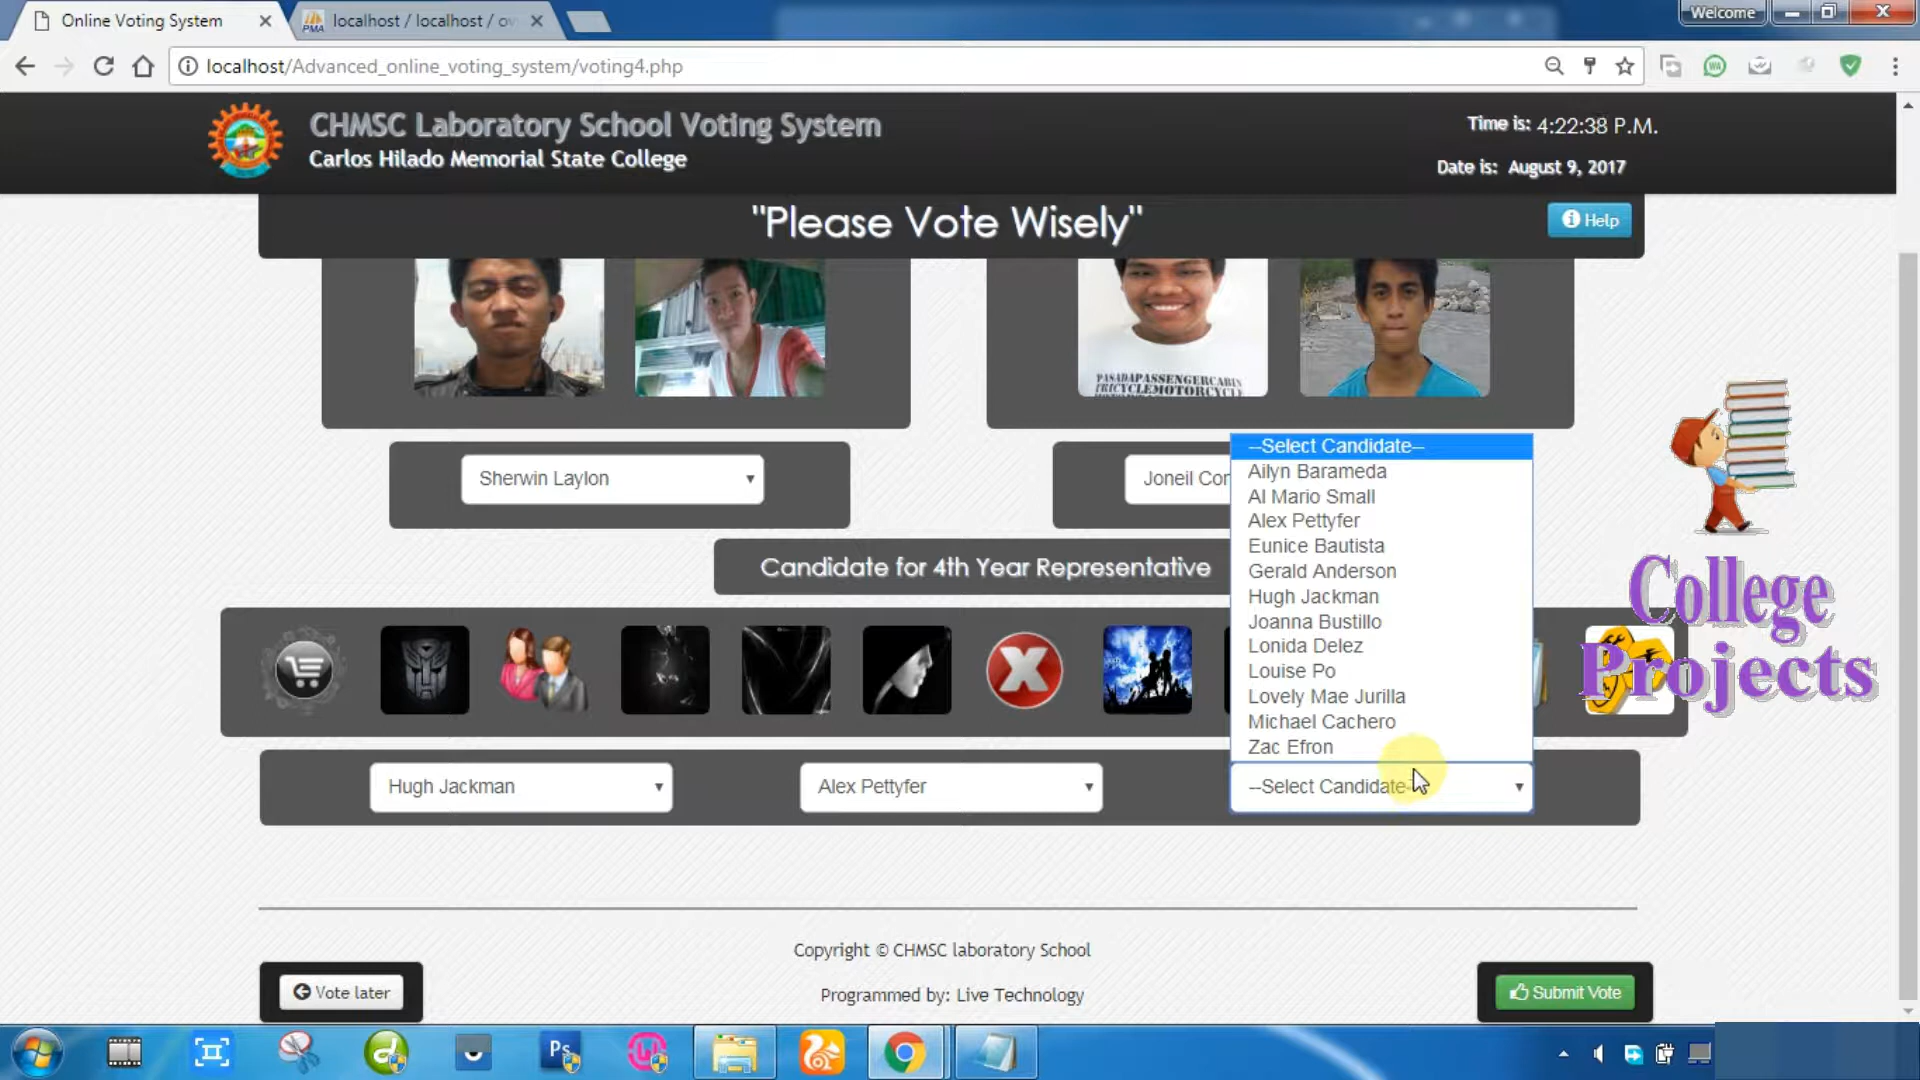 Online Voting System
localhost / localhost / ov
Welcome
localhost/Advanced_online_voting_system/voting4.php
CHMSC Laboratory School Voting System
Carlos Hilado Memorial State College
Time is: 4:22:38 P.M.
Date is: August 9, 2017
"Please Vote Wisely"
Help
PASADAPASSENGERCABIN
TRICYCLEMOTORCYCLE
Sherwin Laylon
Joneil Cor
--Select Candidate--
Ailyn Barameda
Al Mario Small
Alex Pettyfer
Eunice Bautista
Gerald Anderson
Hugh Jackman
Joanna Bustillo
Lonida Delez
Louise Po
Lovely Mae Jurilla
Michael Cachero
Zac Efron
Candidate for 4th Year Representative
College
Projects
Hugh Jackman
Alex Pettyfer
--Select Candidate-
Copyright © CHMSC laboratory School
Programmed by: Live Technology
Vote later
Submit Vote